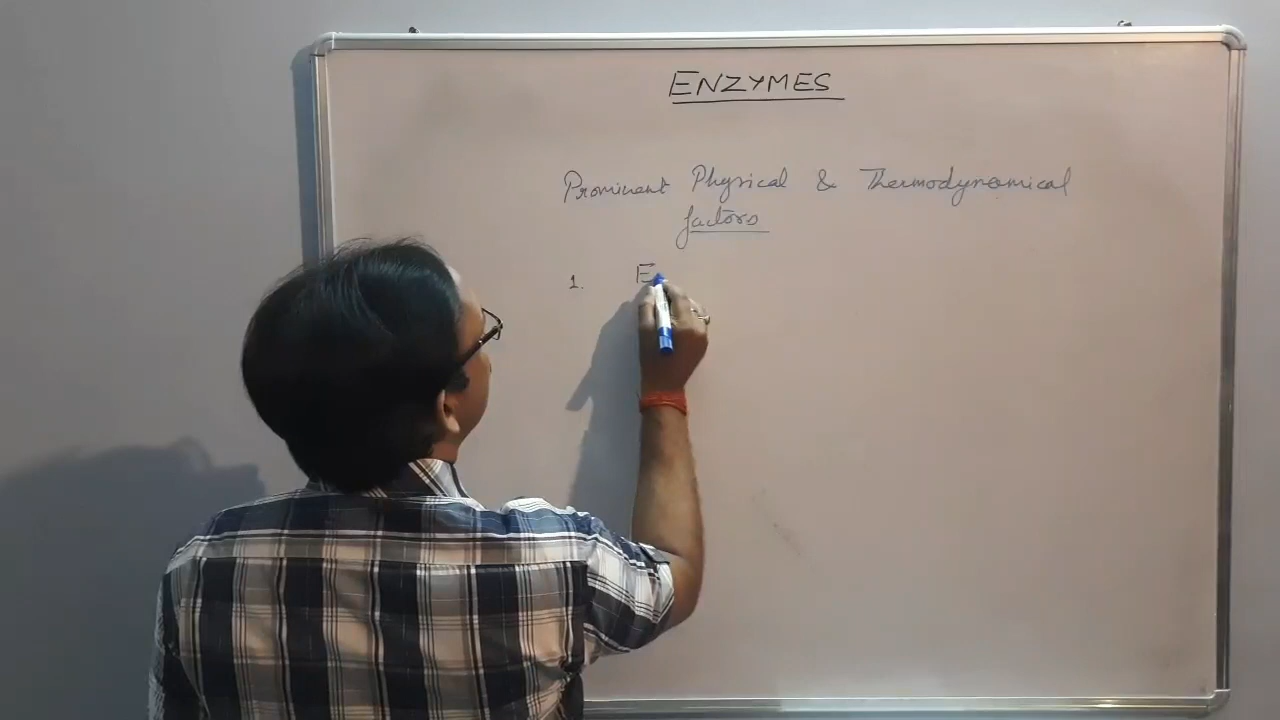 ENZYMES
Prominent Physical & Thermodynamical
factors
1. E